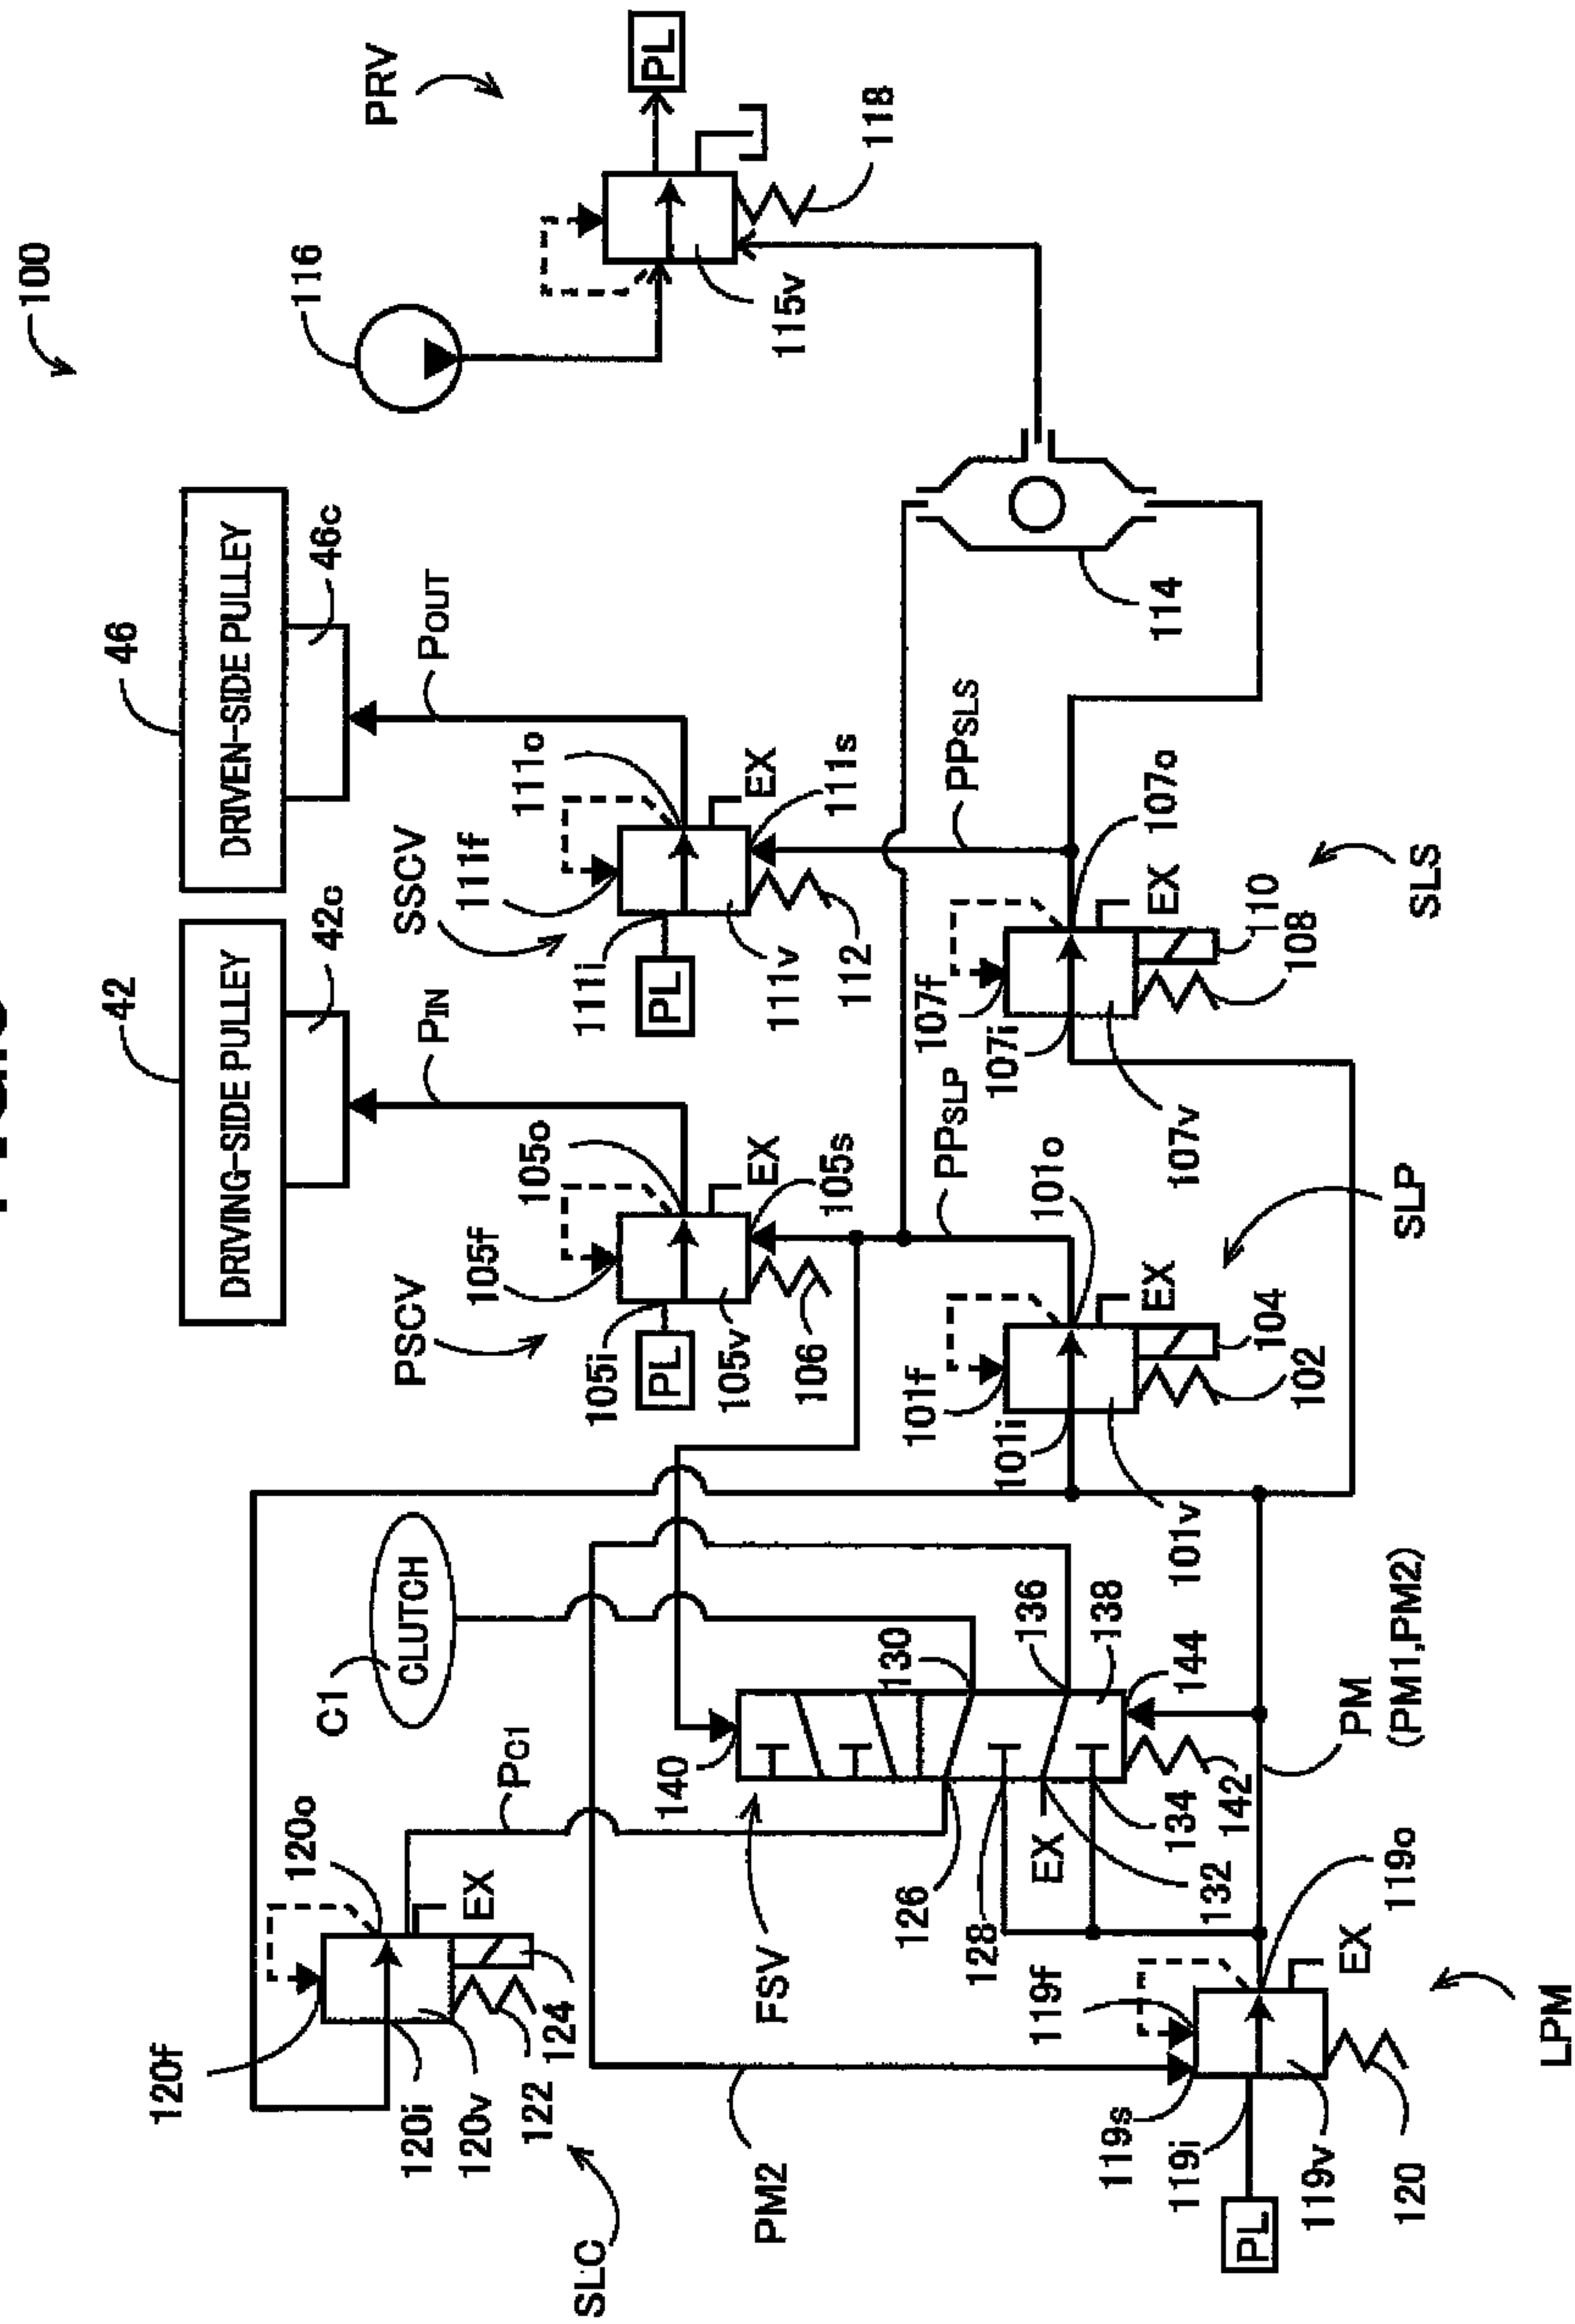 100
PRV
116
PL
118
115v
46
DRIVEN-SIDE PULLEY
46c
POUT
42
DRIVING-SIDE PULLEY
42c
PIN
SSCV
111f
111o
EX
111s
111i
PL
111v
112
PSCV
105f
105o
EX
105s
105i
PL
105v
106
PPSLS
114
PPSLP
107f
107i
107o
EX
110
108
107v
SLS
101f
101i
101o
EX
104
102
101v
SLP
C1
CLUTCH
PC1
120f
120o
EX
120i
120v
122
124
SLC
140
130
136
138
144
126
128
EX
132
134
142
FSV
PM
(PM1,PM2)
PM2
119f
119s
119i
PL
119v
119o
EX
120
LPM